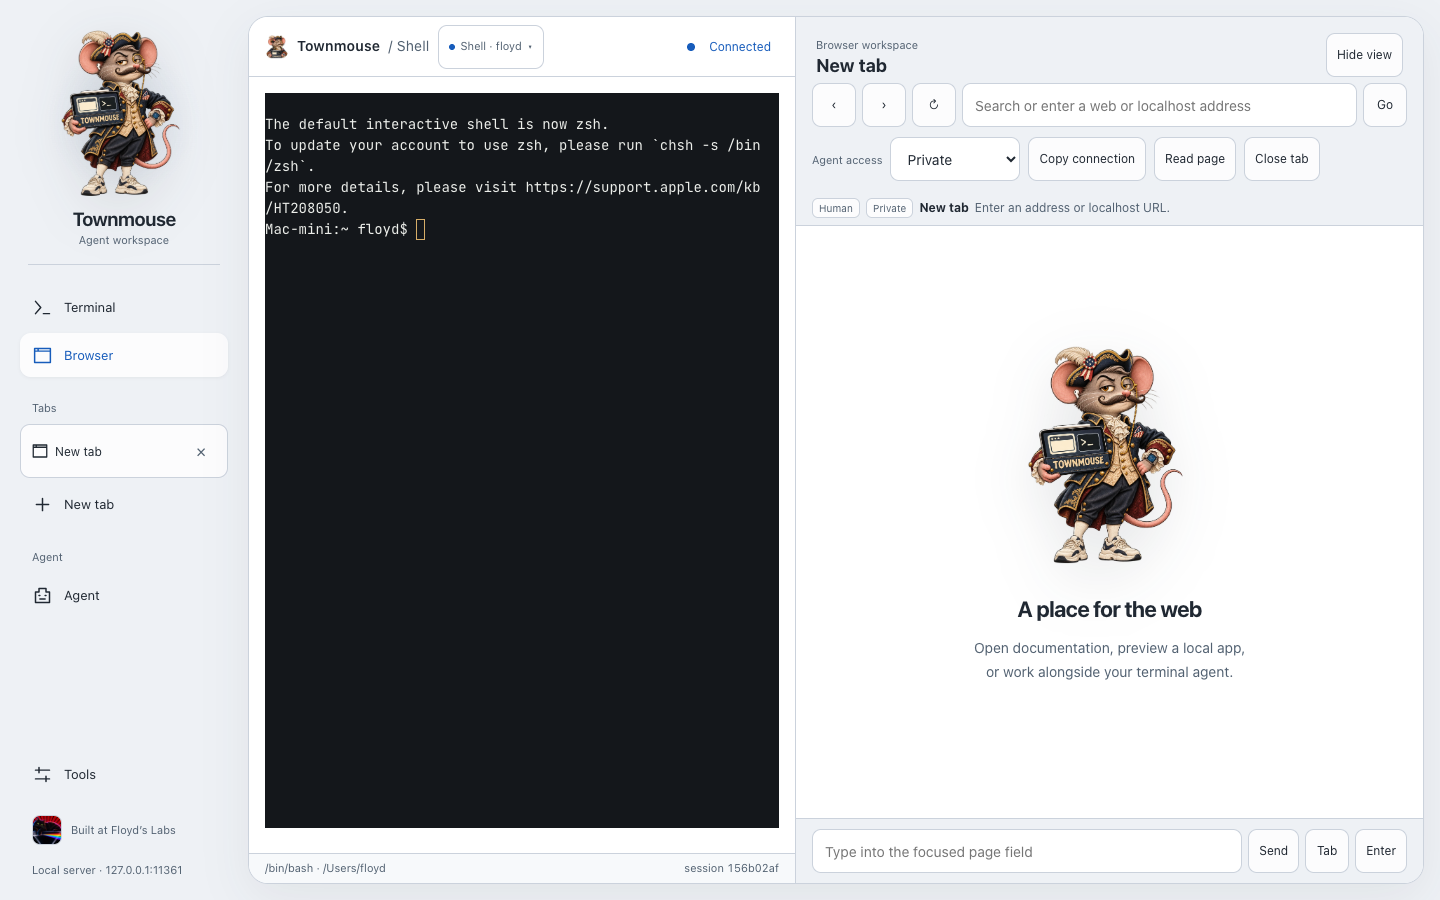 TOWNMOUSE
Townmouse
Agent workspace
Terminal
Browser
Tabs
New tab
New tab
Agent
Agent
Tools
Built at Floyd's Labs
Local server · 127.0.0.1:11361
Townmouse / Shell
Shell · floyd
Connected
The default interactive shell is now zsh.
To update your account to use zsh, please run `chsh -s /bin
/zsh`.
For more details, please visit https://support.apple.com/kb
/HT208050.
Mac-mini:~ floyd$
/bin/bash · /Users/floyd
session 156b02af
Browser workspace
New tab
Hide view
Search or enter a web or localhost address
Go
Agent access
Private
Copy connection
Read page
Close tab
Human
Private
New tab Enter an address or localhost URL.
TOWNMOUSE
A place for the web
Open documentation, preview a local app,
or work alongside your terminal agent.
Type into the focused page field
Send
Tab
Enter